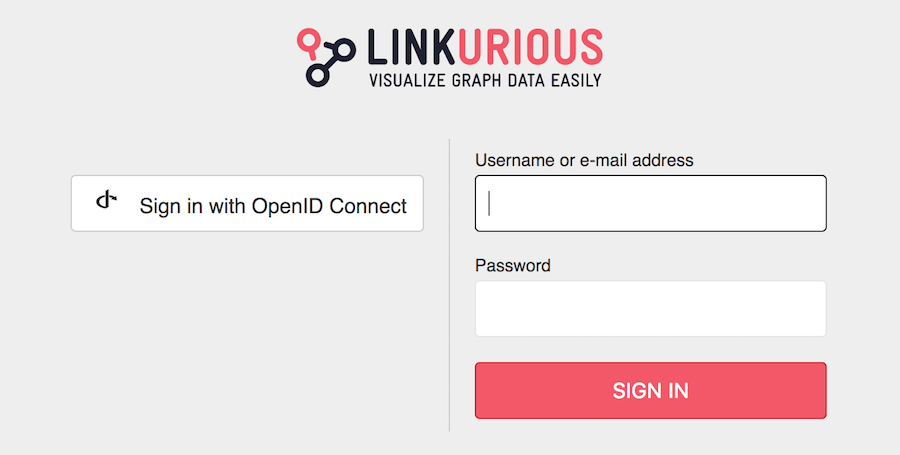 LINKURIOUS
VISUALIZE GRAPH DATA EASILY
Sign in with OpenID Connect
Username or e-mail address
Password
SIGN IN